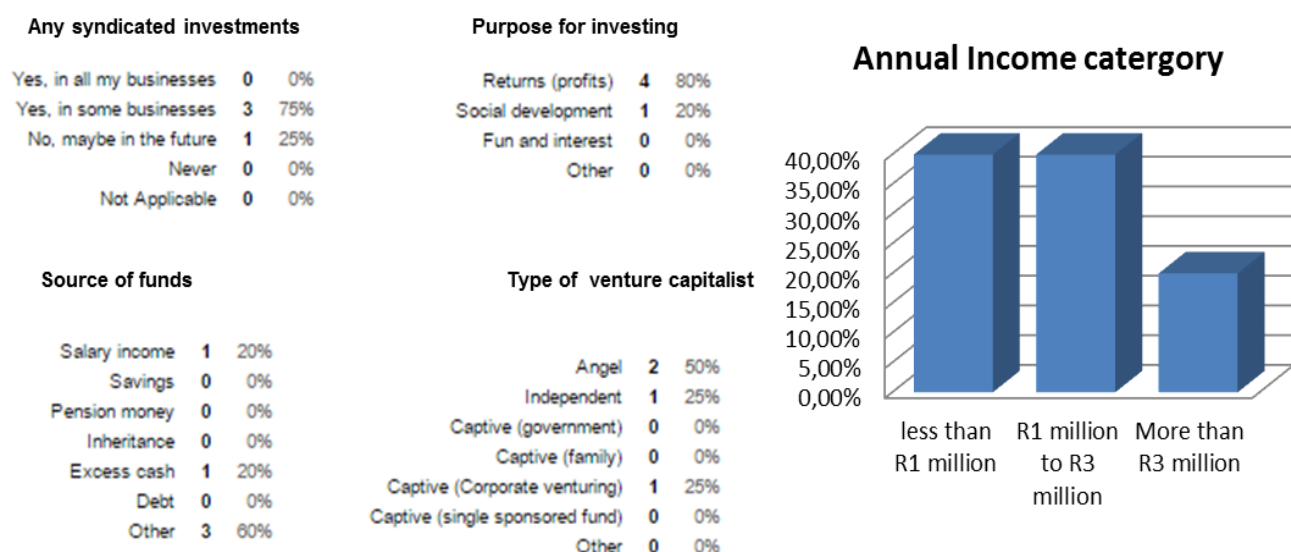 Any syndicated investments
Yes, in all my businesses 0 0%
Yes, in some businesses 3 75%
No, maybe in the future 1 25%
Never 0 0%
Not Applicable 0 0%
Purpose for investing
Returns (profits) 4 80%
Social development 1 20%
Fun and interest 0 0%
Other 0 0%
Source of funds
Salary income 1 20%
Savings 0 0%
Pension money 0 0%
Inheritance 0 0%
Excess cash 1 20%
Debt 0 0%
Other 3 60%
Type of venture capitalist
Angel 2 50%
Independent 1 25%
Captive (government) 0 0%
Captive (family) 0 0%
Captive (Corporate venturing) 1 25%
Captive (single sponsored fund) 0 0%
Other 0 0%
Annual Income catergory
40,00%
35,00%
30,00%
25,00%
20,00%
15,00%
10,00%
5,00%
0,00%
less than
R1 million
R1 million
to R3
million
More than
R3 million